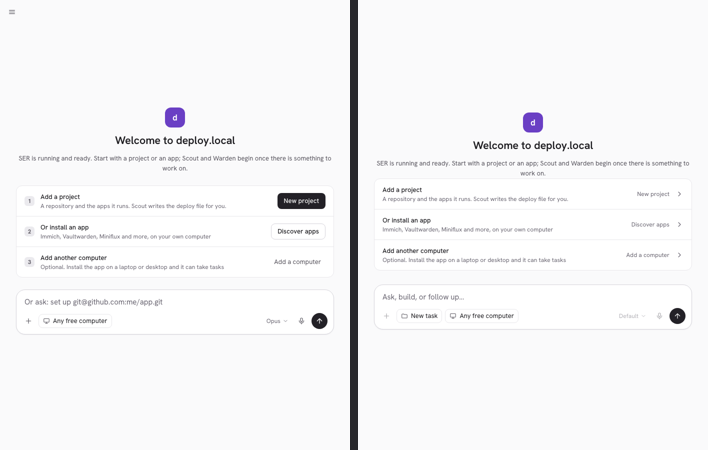 d
Welcome to deploy.local
SER is running and ready. Start with a project or an app; Scout and Warden begin once there is something to
work on.
1
Add a project
A repository and the apps it runs. Scout writes the deploy file for you.
New project
2
Or install an app
Immich, Vaultwarden, Miniflux and more, on your own computer
Discover apps
3
Add another computer
Optional. Install the app on a laptop or desktop and it can take tasks
Add a computer
Or ask: set up git@github.com:me/app.git
Any free computer
Opus
d
Welcome to deploy.local
SER is running and ready. Start with a project or an app; Scout and Warden begin once there is something to
work on.
Add a project
A repository and the apps it runs. Scout writes the deploy file for you.
New project
Or install an app
Immich, Vaultwarden, Miniflux and more, on your own computer
Discover apps
Add another computer
Optional. Install the app on a laptop or desktop and it can take tasks
Add a computer
Ask, build, or follow up...
New task
Any free computer
Default